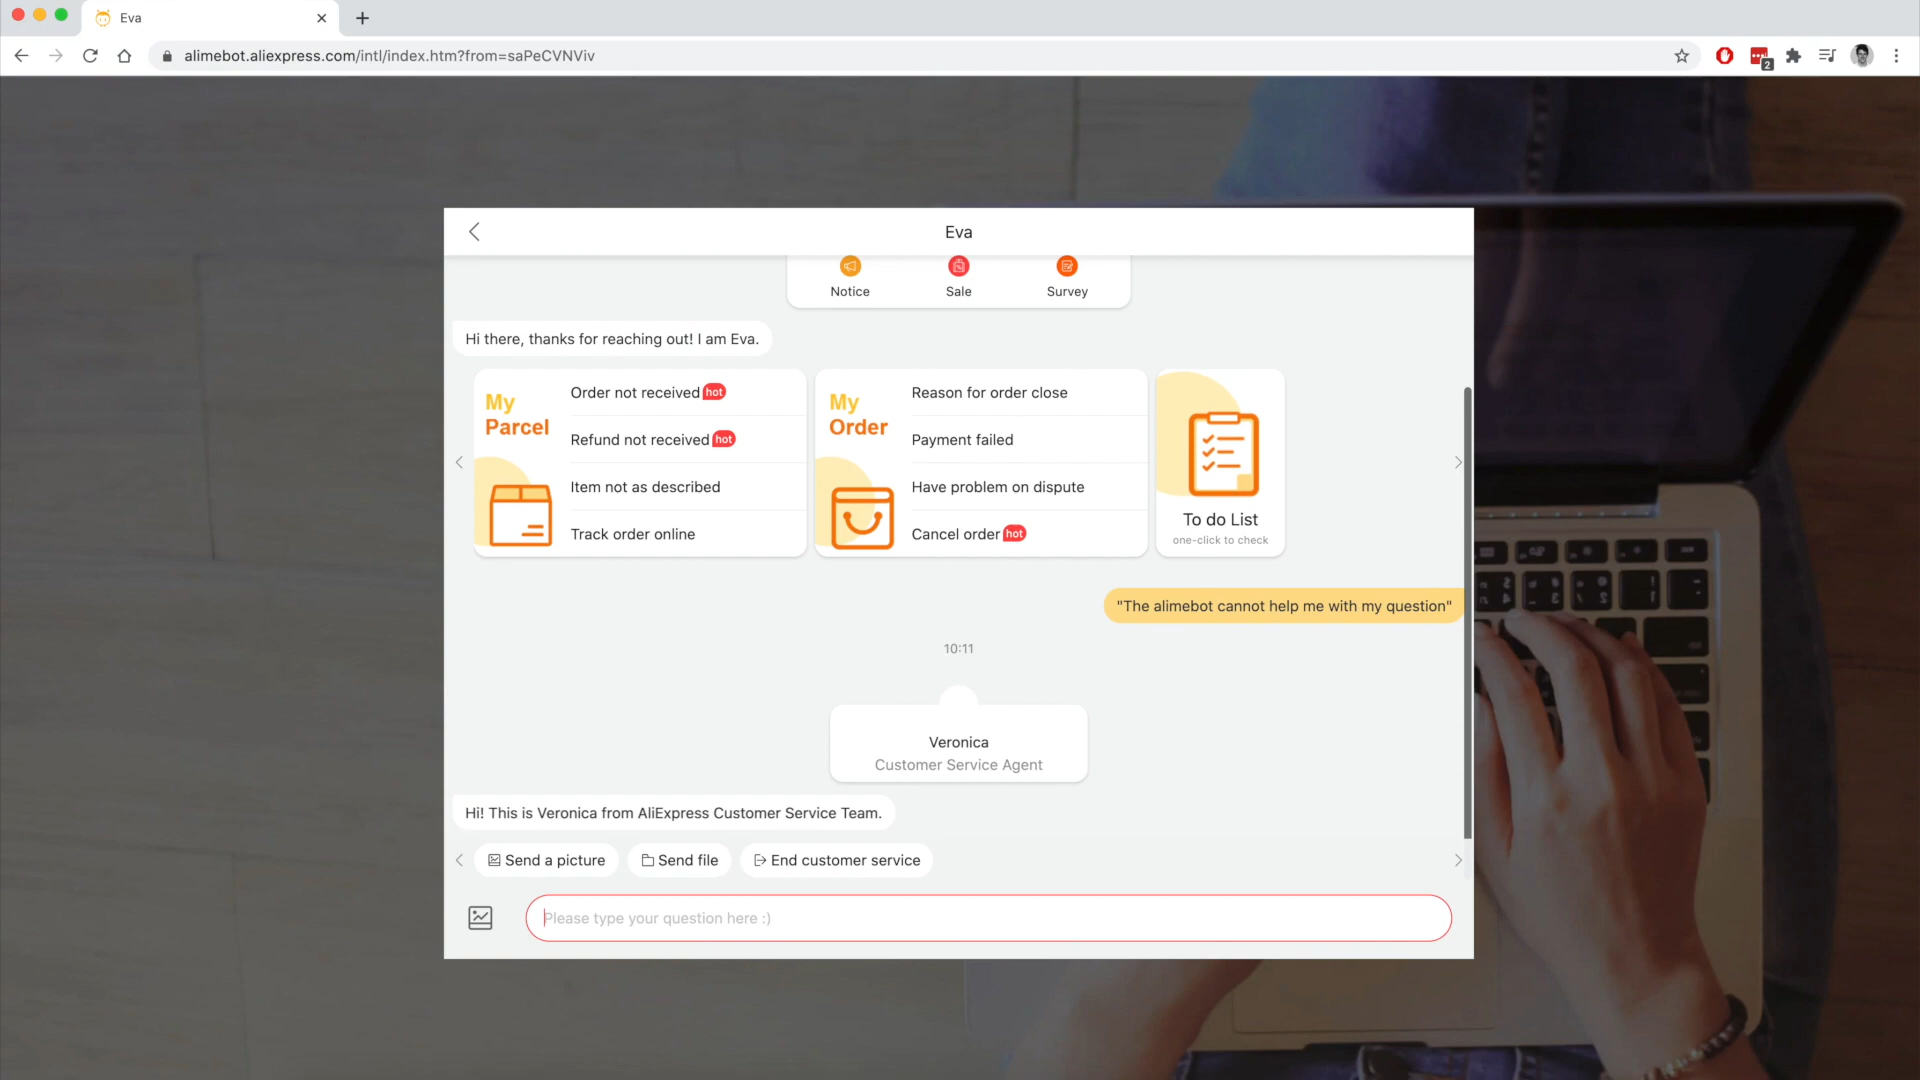 Eva
alimebot.aliexpress.com/intl/index.htm?from=saPeCVNViv
2
Eva
Notice
Sale
Survey
Hi there, thanks for reaching out! I am Eva.
My Parcel
Order not received hot
Refund not received hot
Item not as described
Track order online
My Order
Reason for order close
Payment failed
Have problem on dispute
Cancel order hot
To do List
one-click to check
"The alimebot cannot help me with my question"
10:11
Veronica
Customer Service Agent
Hi! This is Veronica from AliExpress Customer Service Team.
Send a picture
Send file
End customer service
Please type your question here :)